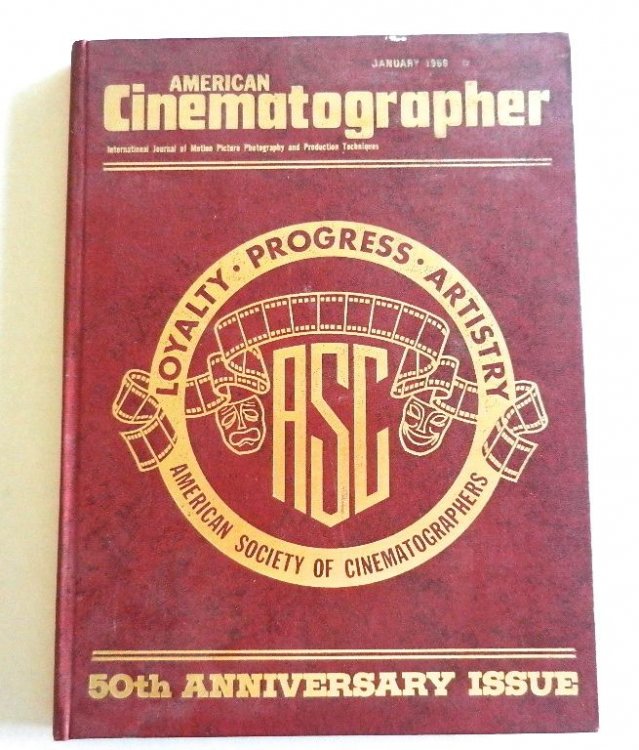 JANUARY 1969
AMERICAN
Cinematographer
International Journal of Motion Picture Photography and Production Techniques
LOYALTY · PROGRESS · ARTISTRY
ASC
AMERICAN SOCIETY OF CINEMATOGRAPHERS
50th ANNIVERSARY ISSUE